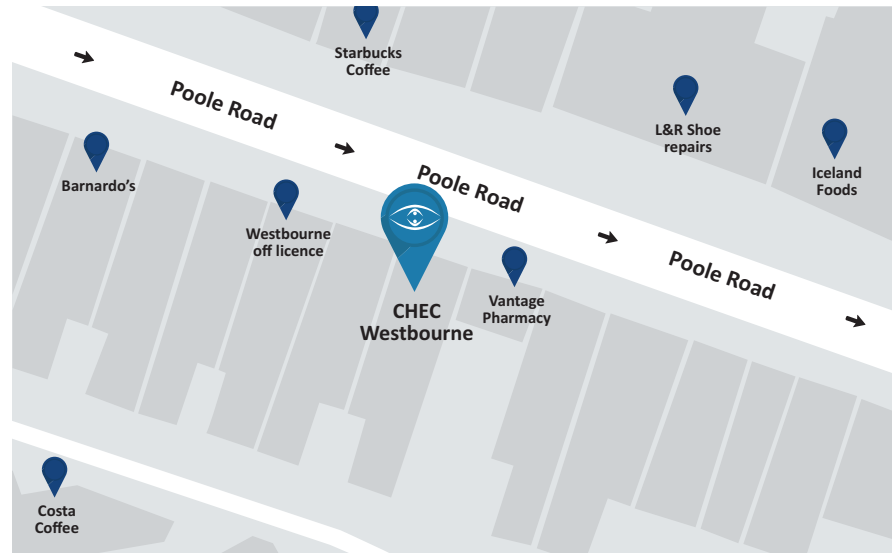 Starbucks
Coffee
Poole Road
L&R Shoe
repairs
Poole Road
Iceland
Foods
Barnardo’s
Westbourne
off licence
Poole Road
Vantage
Pharmacy
CHEC
Westbourne
Costa
Coffee